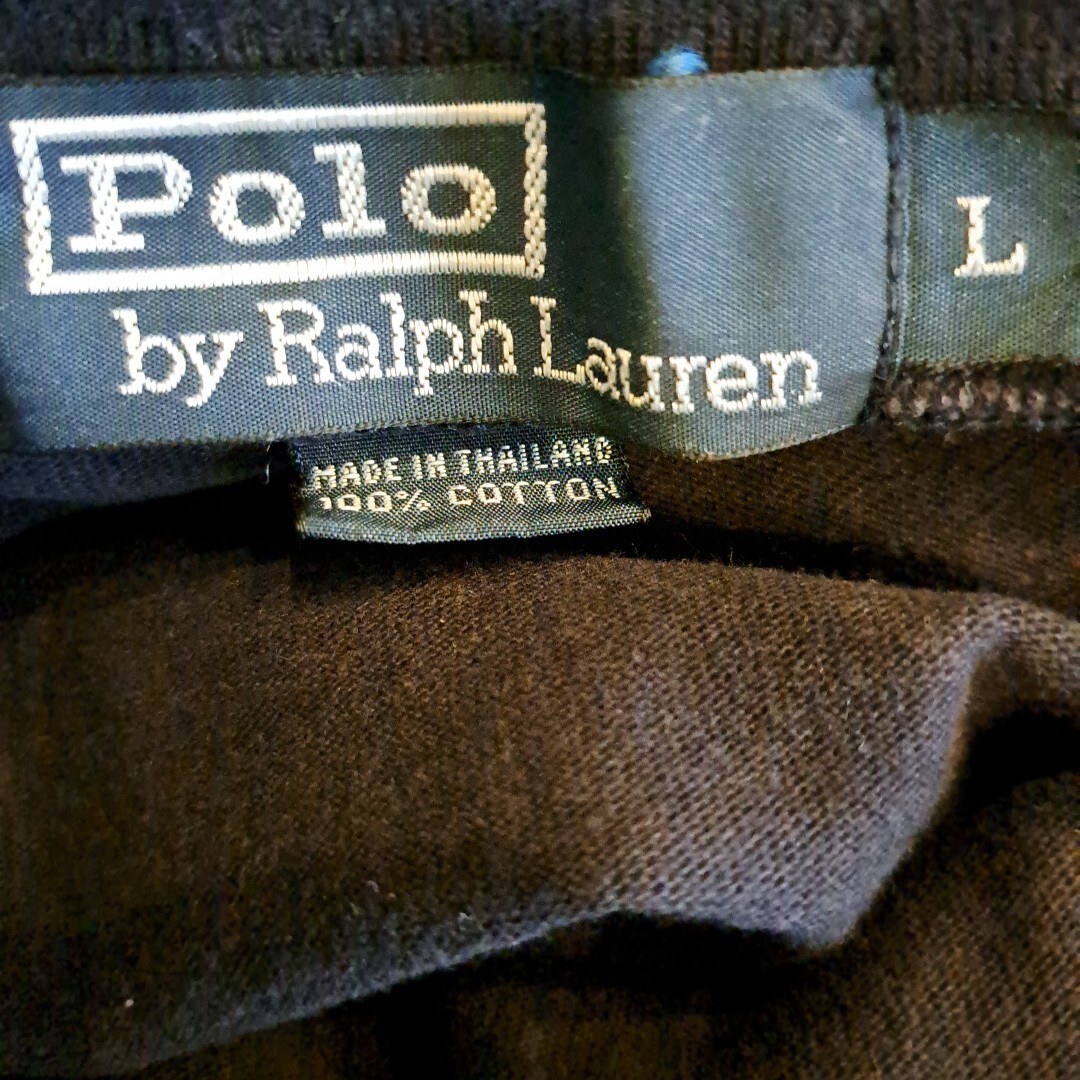 Polo
by Ralph Lauren
L
MADE IN THAILAND
100% COTTON